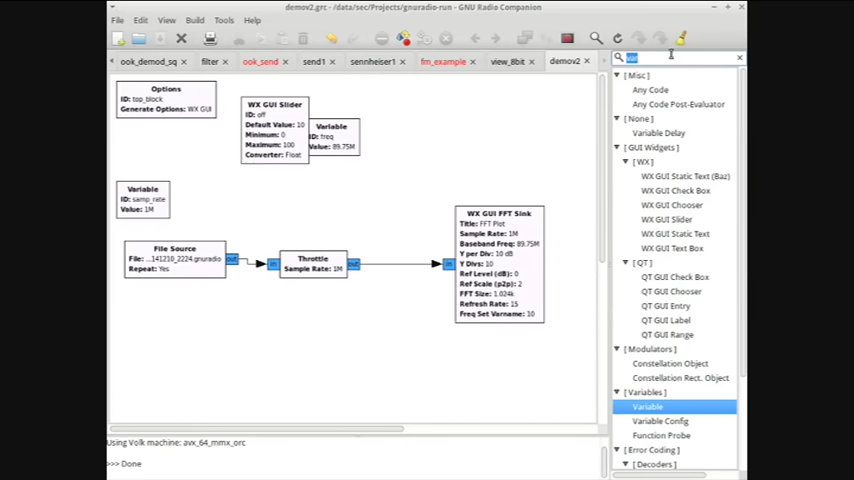 demov2.grc - /data/sec/Projects/gnuradio-run - GNU Radio Companion
File Edit View Build Tools Help
ook_demod_sq filter ook_send send1 sennheiser1 fm_example view_8bit demov2
var
Options
ID: top_block
Generate Options: WX GUI
WX GUI Slider
ID: off
Default Value: 10
Minimum: 0
Maximum: 100
Converter: Float
Variable
ID: freq
Value: 89.75M
Variable
ID: samp_rate
Value: 1M
File Source
File: ...141210_2224.gnuradio
Repeat: Yes
out
in
Throttle
Sample Rate: 1M
out
in
WX GUI FFT Sink
Title: FFT Plot
Sample Rate: 1M
Baseband Freq: 89.75M
Y per Div: 10 dB
Y Divs: 10
Ref Level (dB): 0
Ref Scale (p2p): 2
FFT Size: 1.024k
Refresh Rate: 15
Freq Set Varname: 10
[ Misc ]
Any Code
Any Code Post-Evaluator
[ None ]
Variable Delay
[ GUI Widgets ]
[ WX ]
WX GUI Static Text (Baz)
WX GUI Check Box
WX GUI Chooser
WX GUI Slider
WX GUI Static Text
WX GUI Text Box
[ QT ]
QT GUI Check Box
QT GUI Chooser
QT GUI Entry
QT GUI Label
QT GUI Range
[ Modulators ]
Constellation Object
Constellation Rect. Object
[ Variables ]
Variable
Variable Config
Function Probe
[ Error Coding ]
[ Decoders ]
Using Volk machine: avx_64_mmx_orc
>>> Done